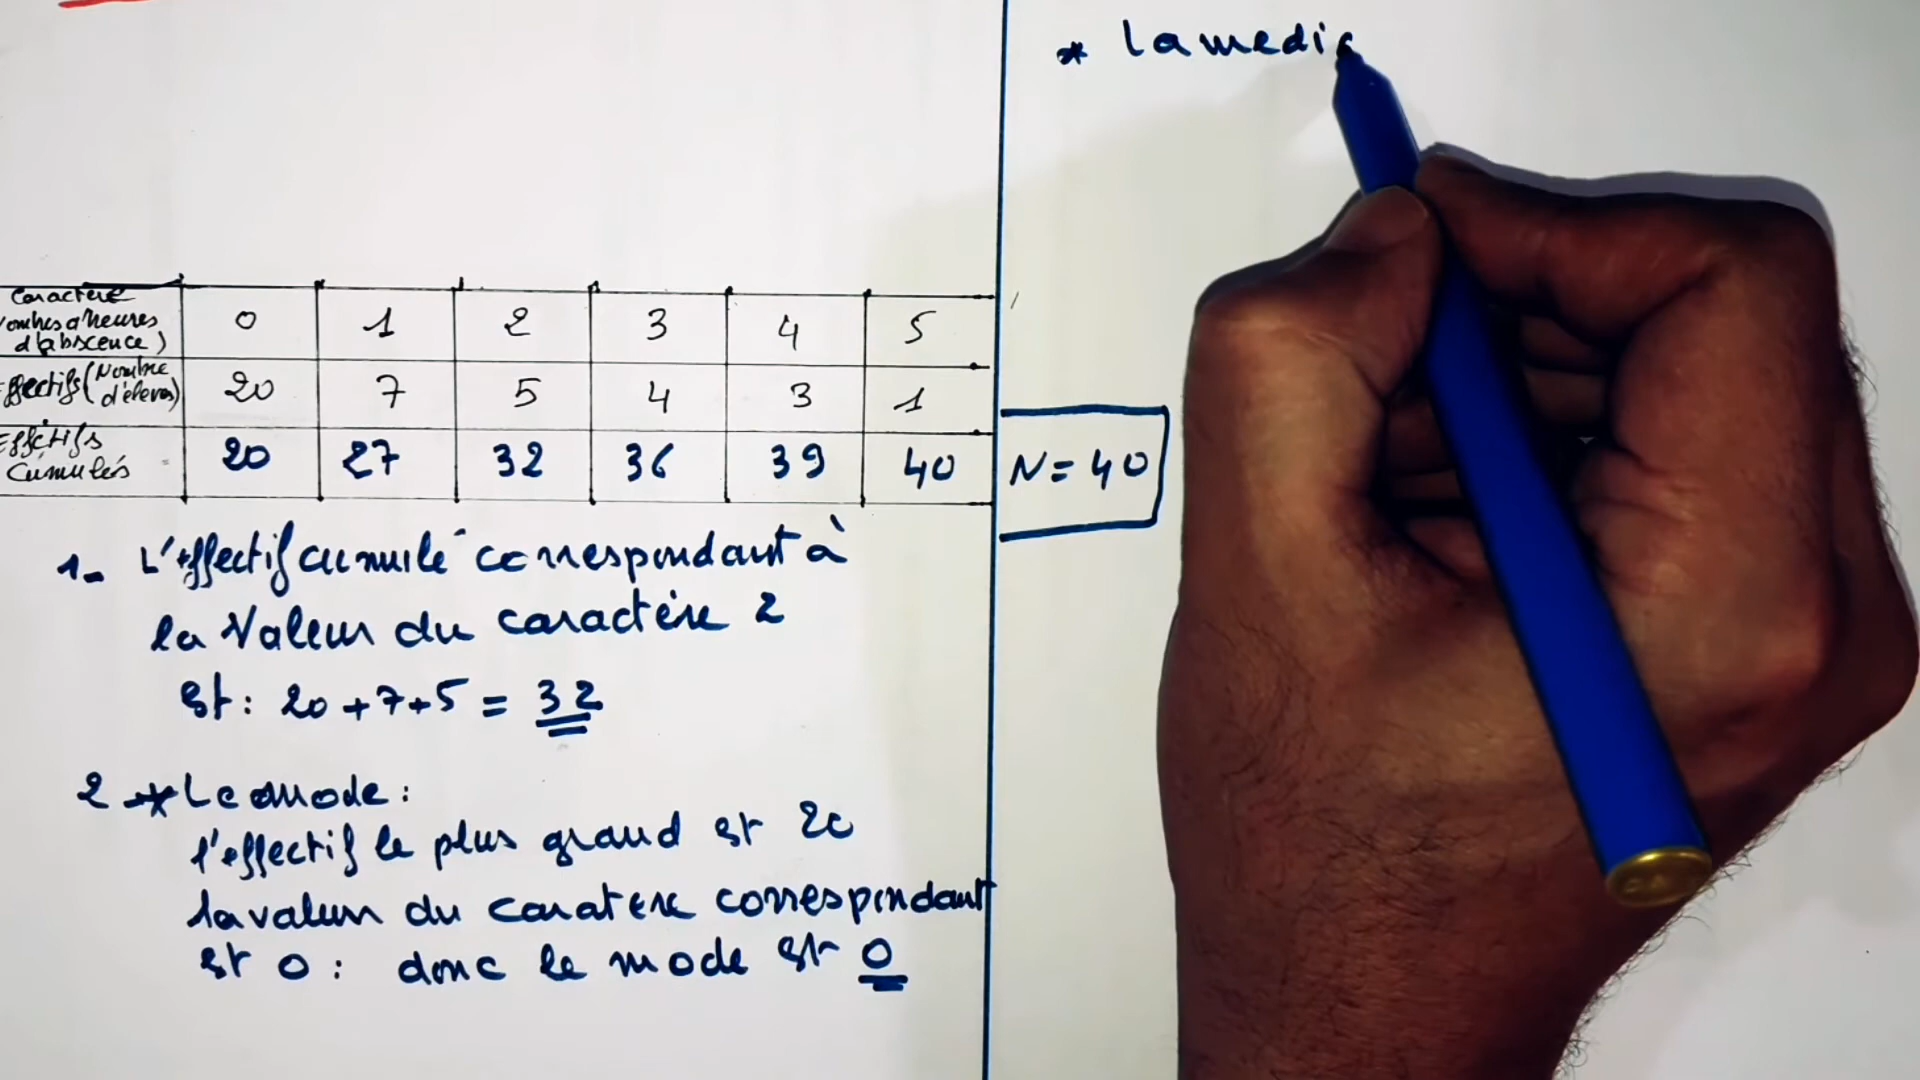 Caractère
Nombres d'heures
d'abscence)
0 1 2 3 4 5
Effectifs (Nombre
d'élèves)
20 7 5 4 3 1
Effectifs
Cumulés
20 27 32 36 39 40
N = 40
1- L'effectif cumulé correspondant à
la Valeur du caractère 2
est : 20 + 7 + 5 = 32
2 * Le mode :
l'effectif le plus grand est 20
la valeur du caratère correspondant
est 0 : donc le mode est 0
* La media